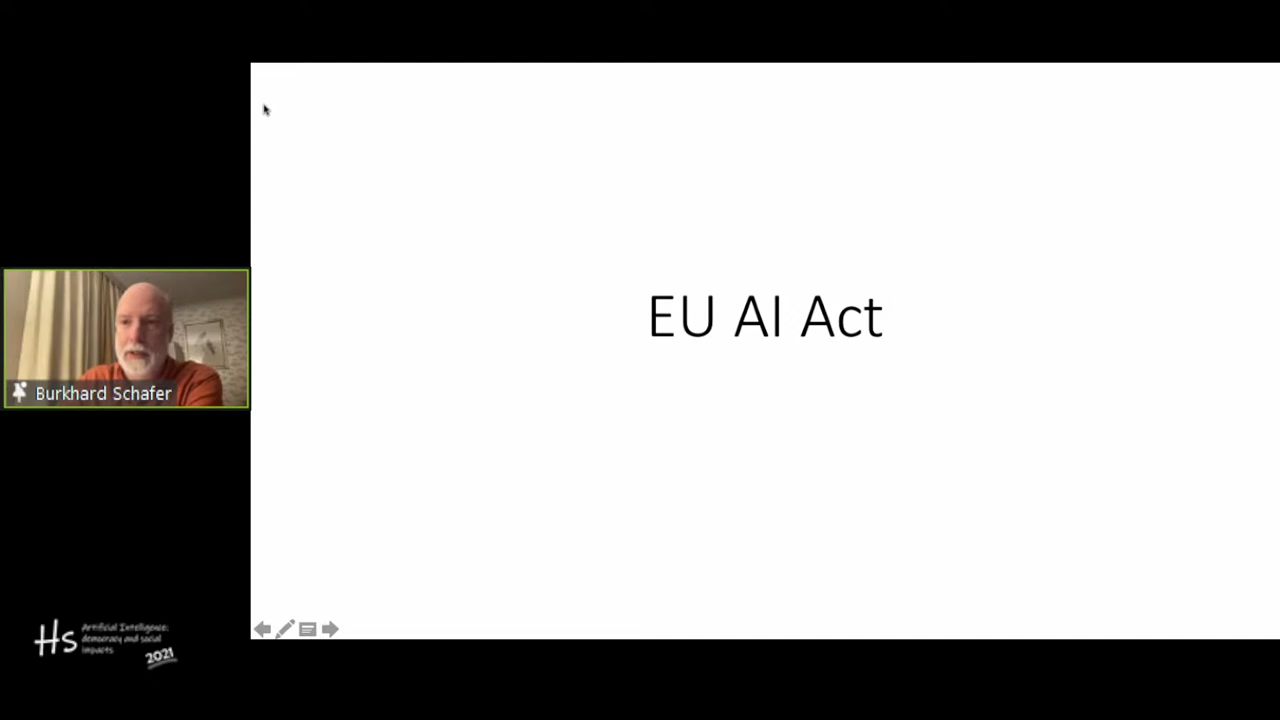 EU AI Act
Burkhard Schafer
Hs
Artificial Intelligence:
democracy and social
impacts
2021